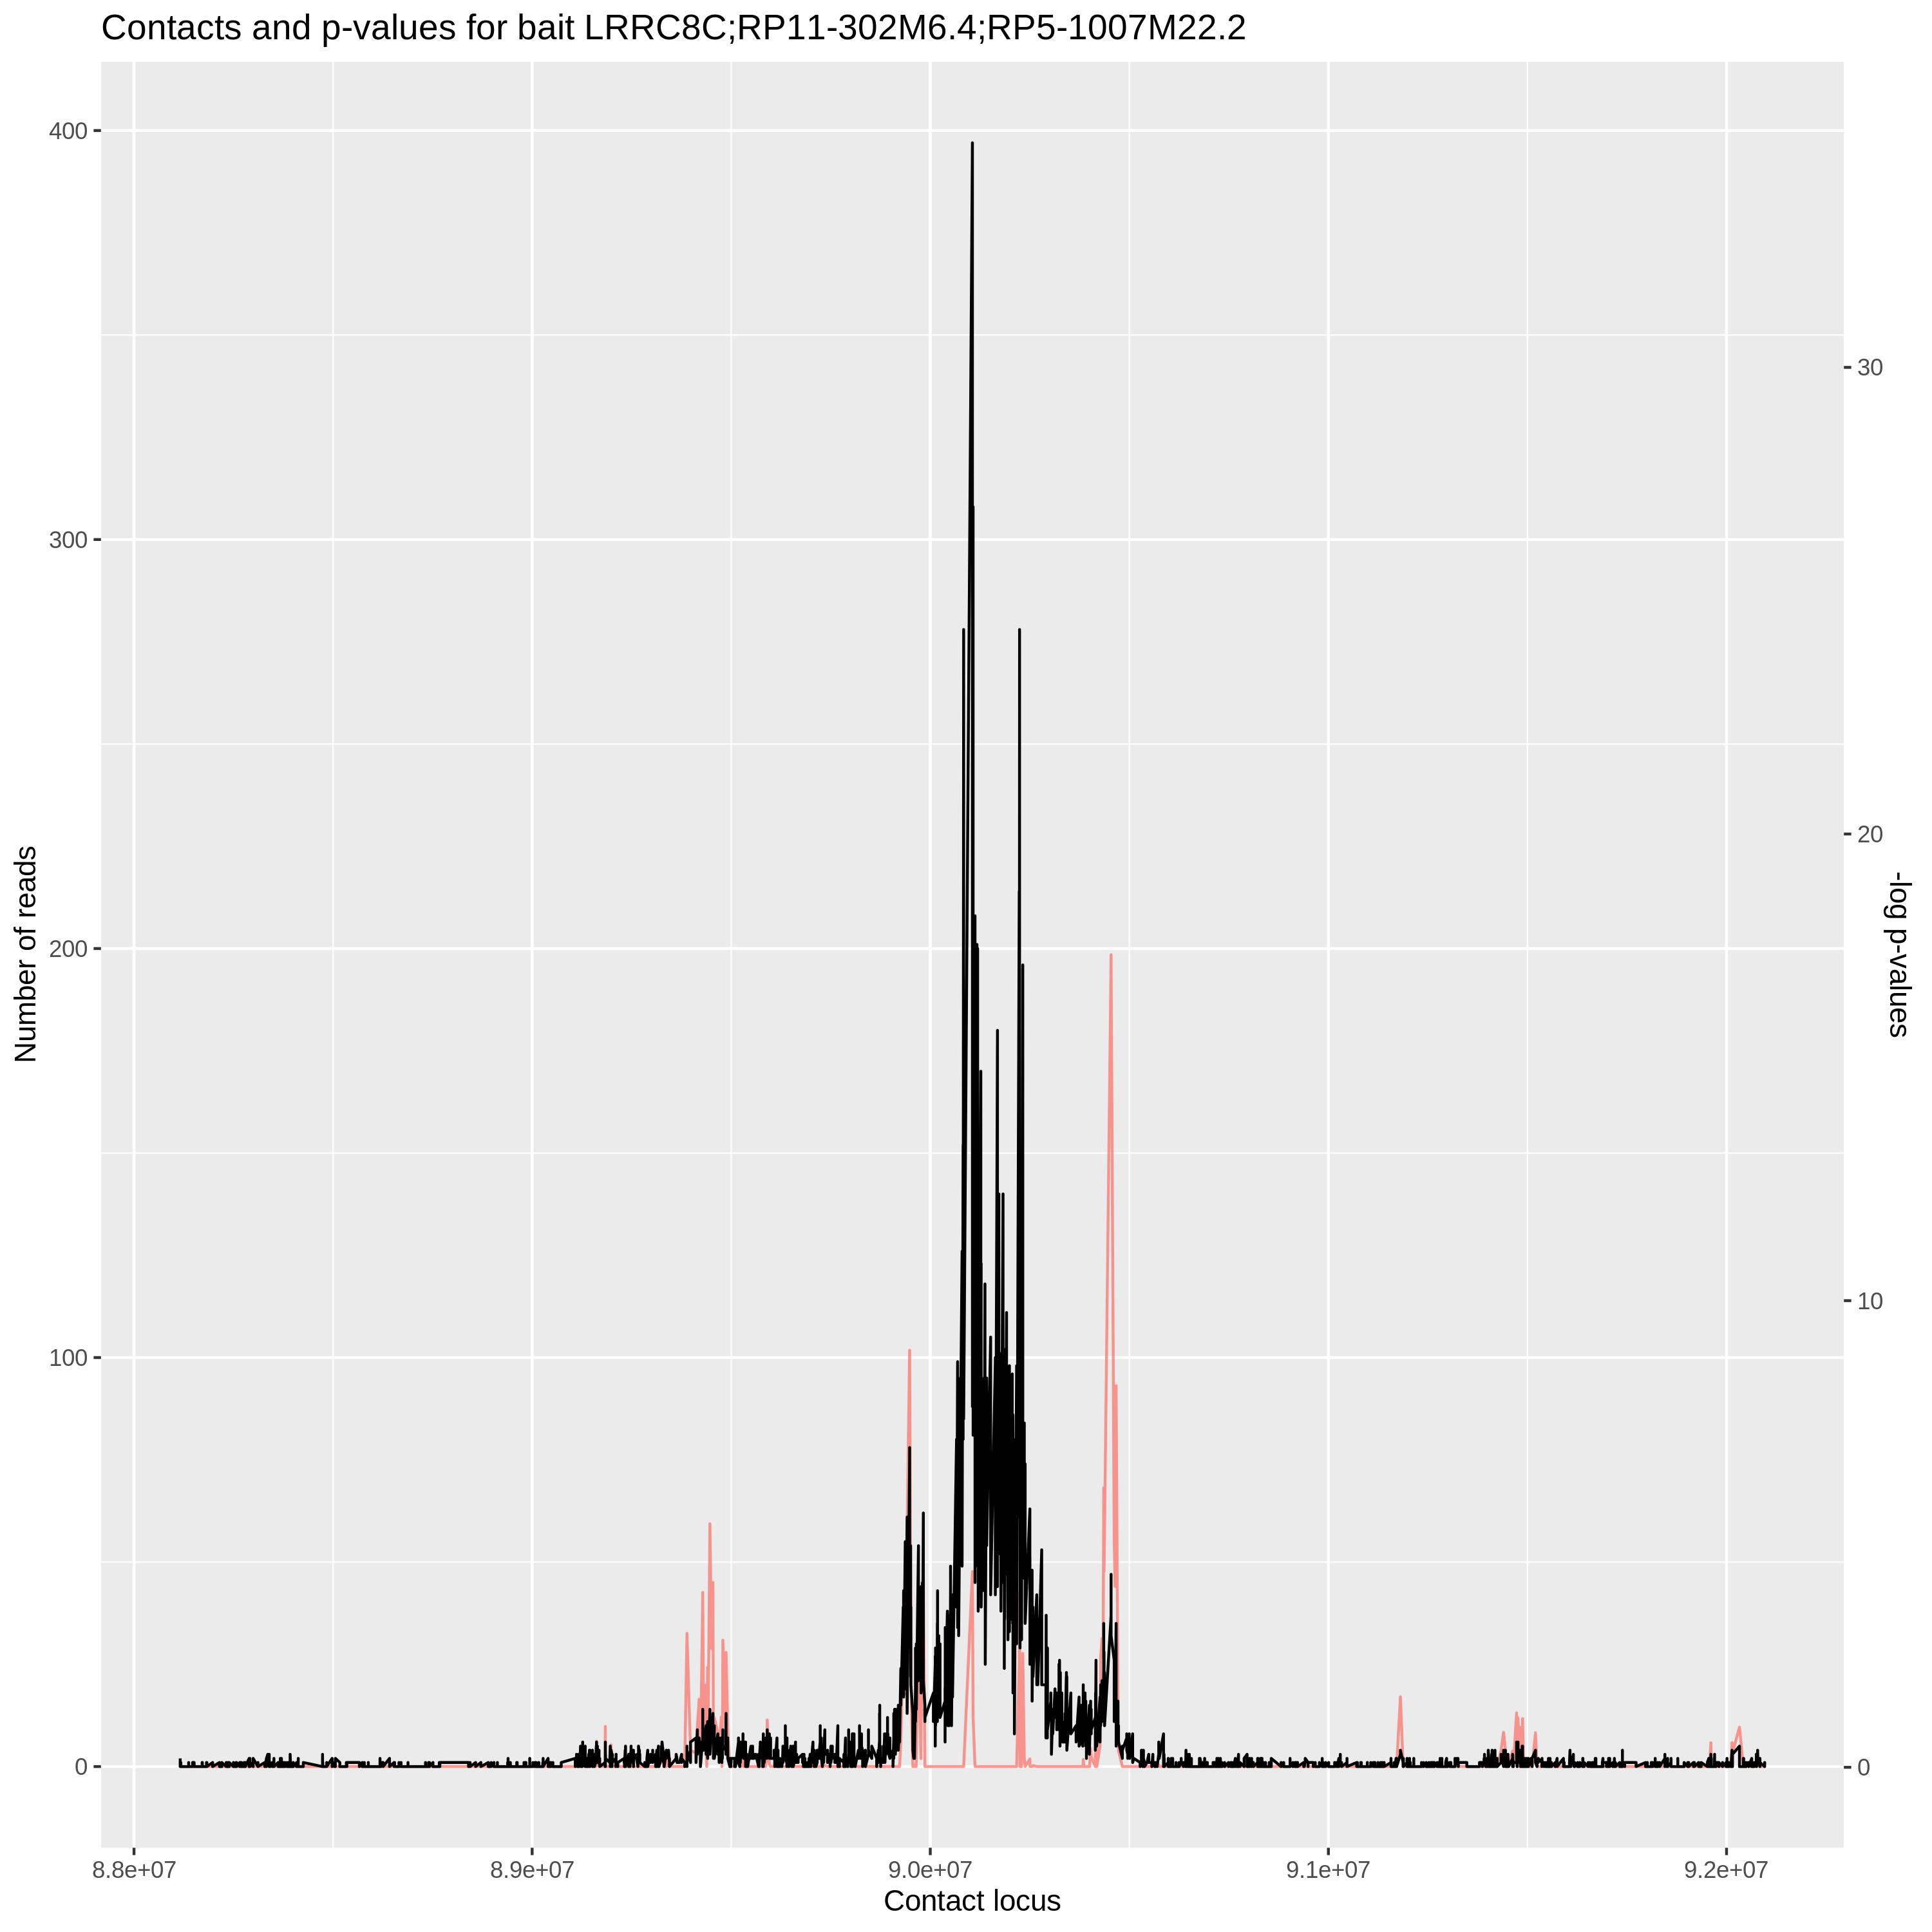 Contacts and p-values for bait LRRC8C;RP11-302M6.4;RP5-1007M22.2
400
300
200
100
0
Number of reads
30
20
10
0
-log p-values
8.8e+07 8.9e+07 9.0e+07 9.1e+07 9.2e+07
Contact locus